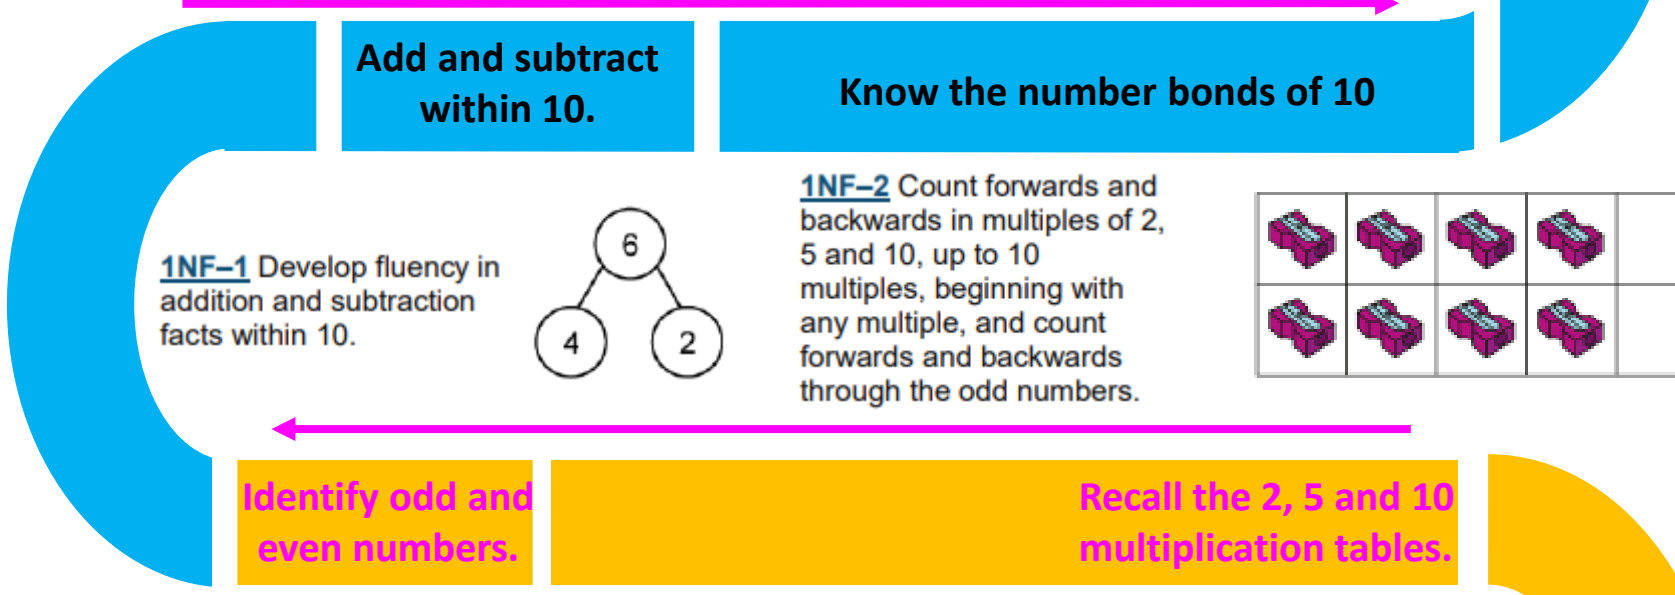 Add and subtract
within 10.
Know the number bonds of 10
1NF–1 Develop fluency in
addition and subtraction
facts within 10.
6
4
2
1NF–2 Count forwards and
backwards in multiples of 2,
5 and 10, up to 10
multiples, beginning with
any multiple, and count
forwards and backwards
through the odd numbers.
Identify odd and
even numbers.
Recall the 2, 5 and 10
multiplication tables.